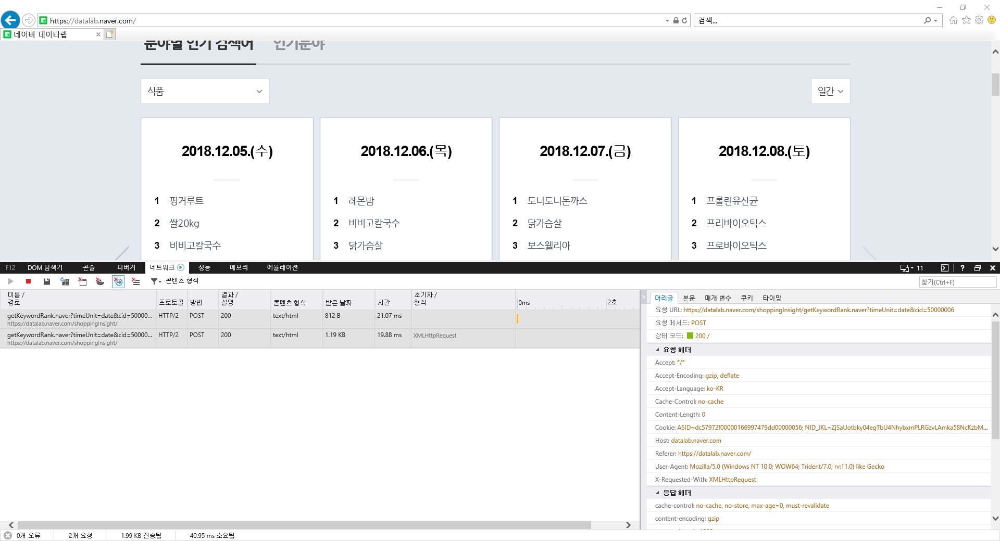 https://datalab.naver.com/
검색...
네이버 데이터랩
분야별 인기 검색어 인기분야
식품
일간
2018.12.05.(수)
1 핑거루트
2 쌀20kg
3 비비고칼국수
2018.12.06.(목)
1 레몬밤
2 비비고칼국수
3 닭가슴살
2018.12.07.(금)
1 도니도니돈까스
2 닭가슴살
3 보스웰리아
2018.12.08.(토)
1 프롤린유산균
2 프리바이오틱스
3 프로바이오틱스
F12 DOM 탐색기 콘솔 디버거 네트워크 성능 메모리 에뮬레이션 11 ?
콘텐츠 형식
찾기(Ctrl+F)
이름 / 경로 프로토콜 방법 결과 / 설명 콘텐츠 형식 받은 날짜 시간 초기자 / 형식 0ms 2초
getKeywordRank.naver?timeUnit=date&cid=50000... HTTP/2 POST 200 text/html 812 B 21.07 ms
https://datalab.naver.com/shoppingInsight/
getKeywordRank.naver?timeUnit=date&cid=50000... HTTP/2 POST 200 text/html 1.19 KB 19.88 ms XMLHttpRequest
https://datalab.naver.com/shoppingInsight/
머리글 본문 매개 변수 쿠키 타이밍
요청 URL: https://datalab.naver.com/shoppingInsight/getKeywordRank.naver?timeUnit=date&cid=50000006
요청 메서드: POST
상태 코드: 200 /
요청 헤더
Accept: */*
Accept-Encoding: gzip, deflate
Accept-Language: ko-KR
Cache-Control: no-cache
Content-Length: 0
Cookie: ASID=dc57972f00000166997479dd00000056; NID_JKL=ZjSaUotbky04egTbU4NhybxmPLRGzvLAmka58NcKzbM...
Host: datalab.naver.com
Referer: https://datalab.naver.com/
User-Agent: Mozilla/5.0 (Windows NT 10.0; WOW64; Trident/7.0; rv:11.0) like Gecko
X-Requested-With: XMLHttpRequest
응답 헤더
cache-control: no-cache, no-store, max-age=0, must-revalidate
content-encoding: gzip
0개 오류 2개 요청 1.99 KB 전송됨 40.95 ms 소요됨